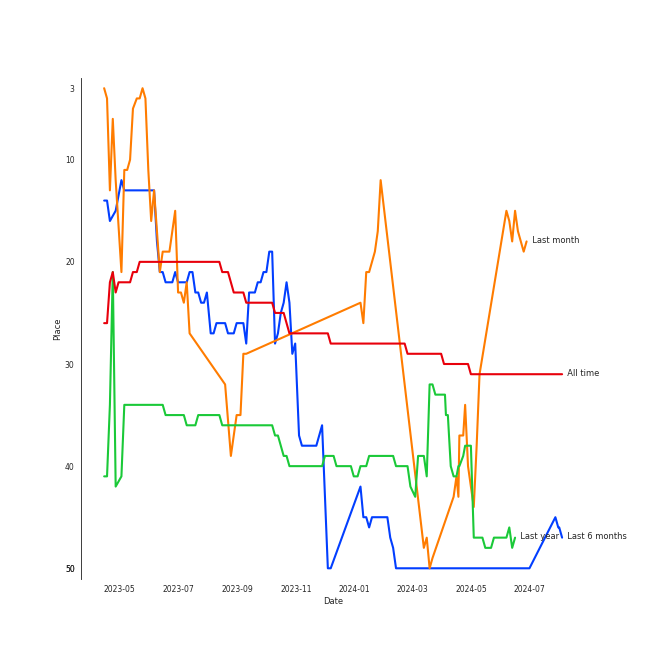 3
10
20
30
40
50
Place
Last month
All time
Last year
Last 6 months
2023-05
2023-07
2023-09
2023-11
2024-01
2024-03
2024-05
2024-07
Date